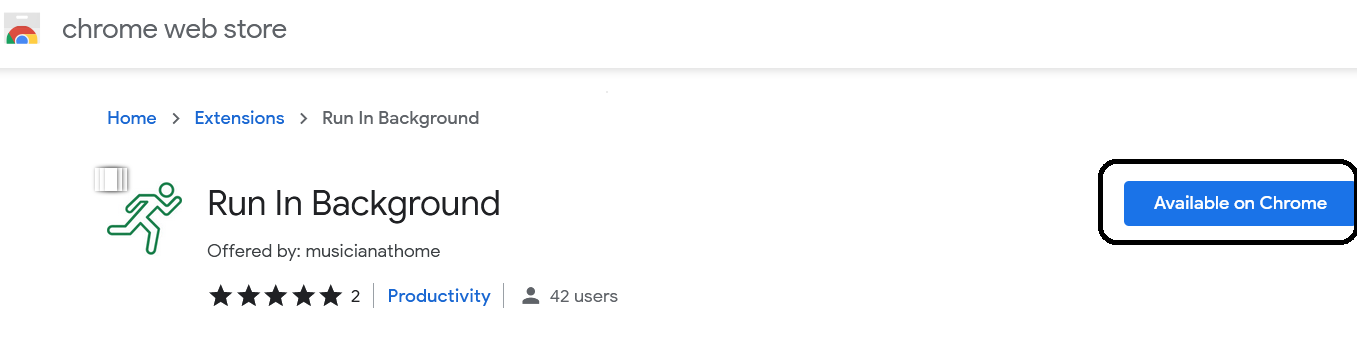 chrome web store
Home > Extensions > Run In Background
Run In Background
Available on Chrome
Offered by: musicianathome
2 Productivity 42 users